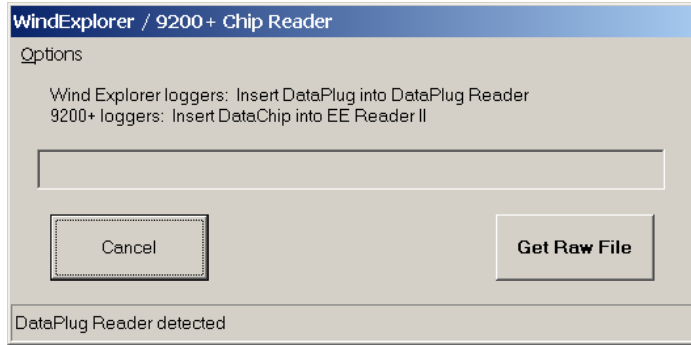 WindExplorer / 9200+ Chip Reader
Options
Wind Explorer loggers: Insert DataPlug into DataPlug Reader
9200+ loggers: Insert DataChip into EE Reader II
Cancel
Get Raw File
DataPlug Reader detected